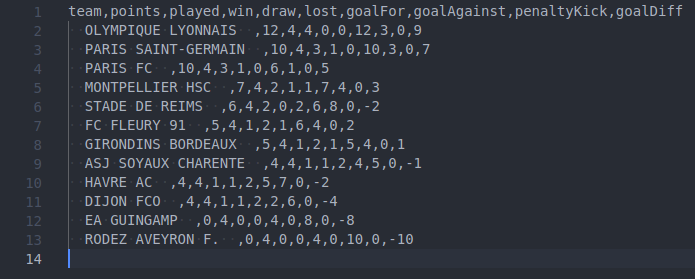 1 team,points,played,win,draw,lost,goalFor,goalAgainst,penaltyKick,goalDiff
2 OLYMPIQUE LYONNAIS ,12,4,4,0,0,12,3,0,9
3 PARIS SAINT-GERMAIN ,10,4,3,1,0,10,3,0,7
4 PARIS FC ,10,4,3,1,0,6,1,0,5
5 MONTPELLIER HSC ,7,4,2,1,1,7,4,0,3
6 STADE DE REIMS ,6,4,2,0,2,6,8,0,-2
7 FC FLEURY 91 ,5,4,1,2,1,6,4,0,2
8 GIRONDINS BORDEAUX ,5,4,1,2,1,5,4,0,1
9 ASJ SOYAUX CHARENTE ,4,4,1,1,2,4,5,0,-1
10 HAVRE AC ,4,4,1,1,2,5,7,0,-2
11 DIJON FCO ,4,4,1,1,2,2,6,0,-4
12 EA GUINGAMP ,0,4,0,0,4,0,8,0,-8
13 RODEZ AVEYRON F. ,0,4,0,0,4,0,10,0,-10
14